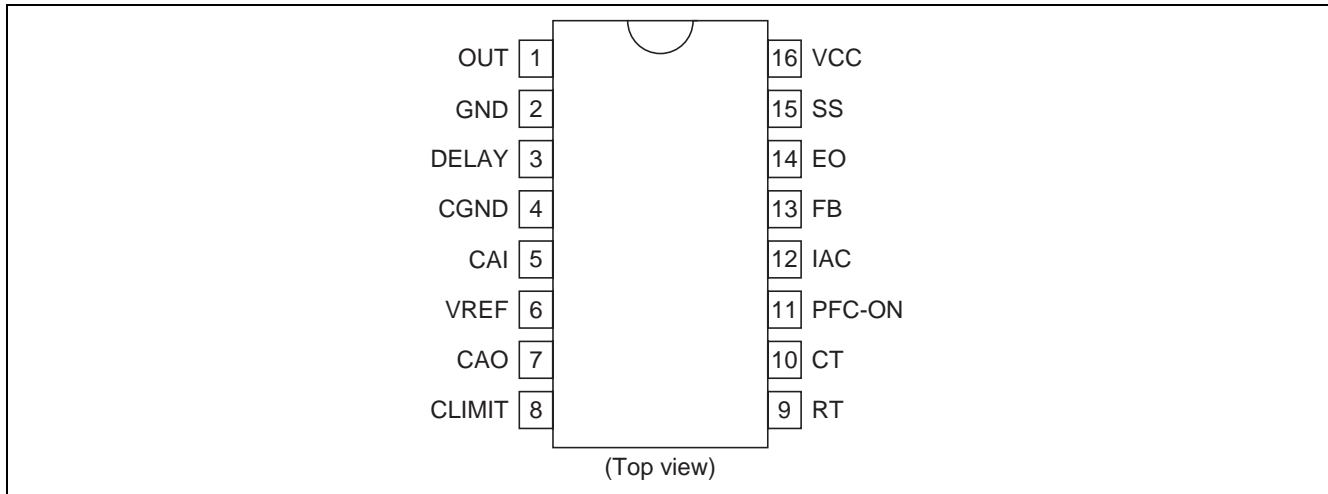 OUT 1 16 VCC
GND 2 15 SS
DELAY 3 14 EO
CGND 4 13 FB
CAI 5 12 IAC
VREF 6 11 PFC-ON
CAO 7 10 CT
CLIMIT 8 9 RT
(Top view)